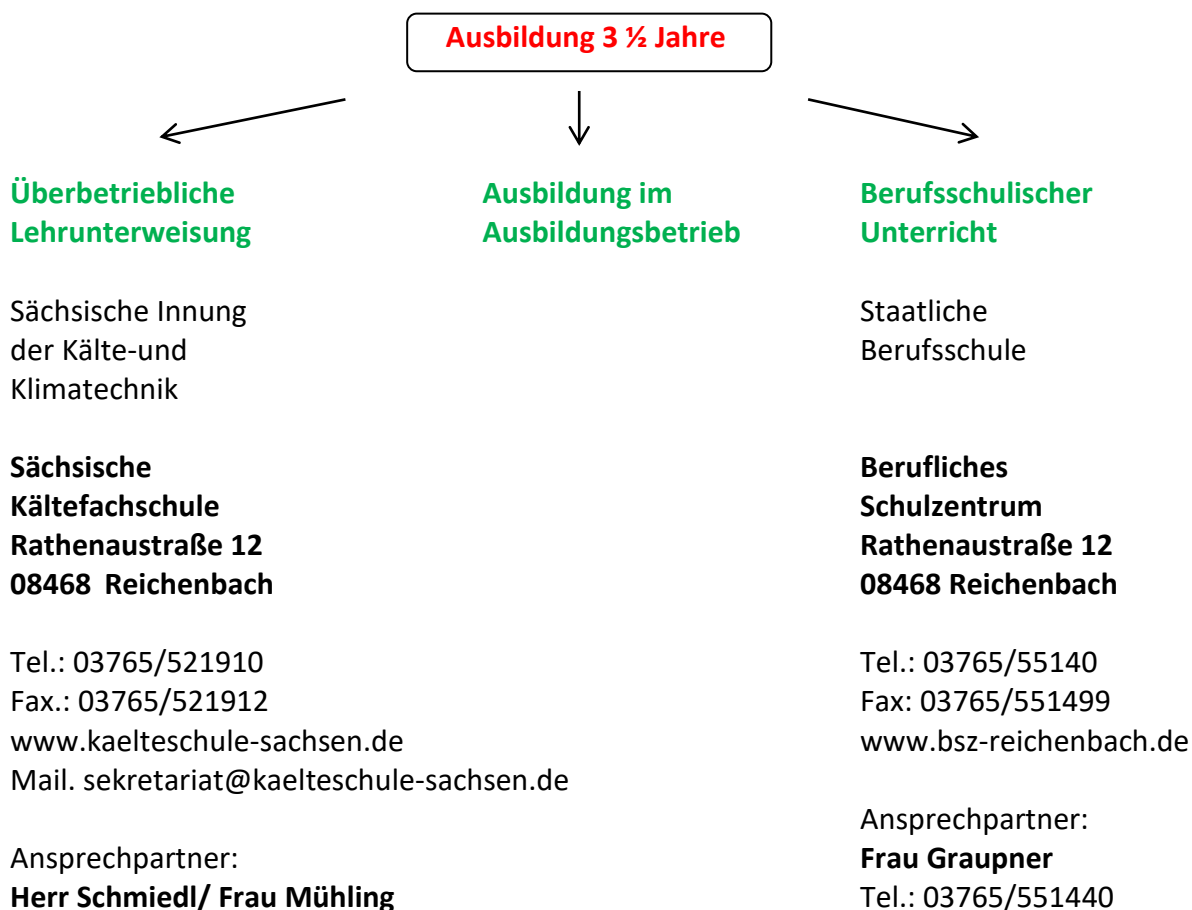 Ausbildung 3 ½ Jahre
Überbetriebliche
Lehrunterweisung
Sächsische Innung
der Kälte-und
Klimatechnik
Sächsische
Kältefachschule
Rathenaustraße 12
08468  Reichenbach
Tel.: 03765/521910
Fax.: 03765/521912
www.kaelteschule-sachsen.de
Mail. sekretariat@kaelteschule-sachsen.de
Ansprechpartner:
Herr Schmiedl/ Frau Mühling
Ausbildung im
Ausbildungsbetrieb
Berufsschulischer
Unterricht
Staatliche
Berufsschule
Berufliches
Schulzentrum
Rathenaustraße 12
08468 Reichenbach
Tel.: 03765/55140
Fax: 03765/551499
www.bsz-reichenbach.de
Ansprechpartner:
Frau Graupner
Tel.: 03765/551440